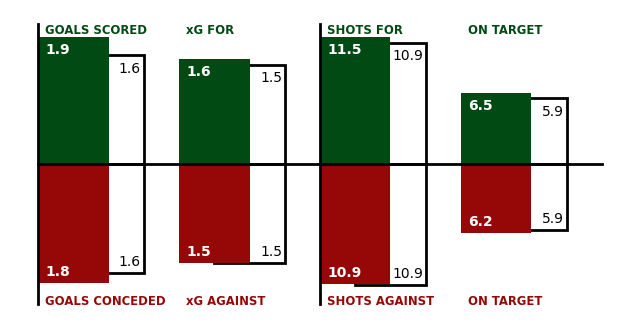 GOALS SCORED xG FOR SHOTS FOR ON TARGET
1.9 1.6 1.6 1.5 11.5 10.9 6.5 5.9
1.8 1.6 1.5 1.5 10.9 10.9 6.2 5.9
GOALS CONCEDED xG AGAINST SHOTS AGAINST ON TARGET